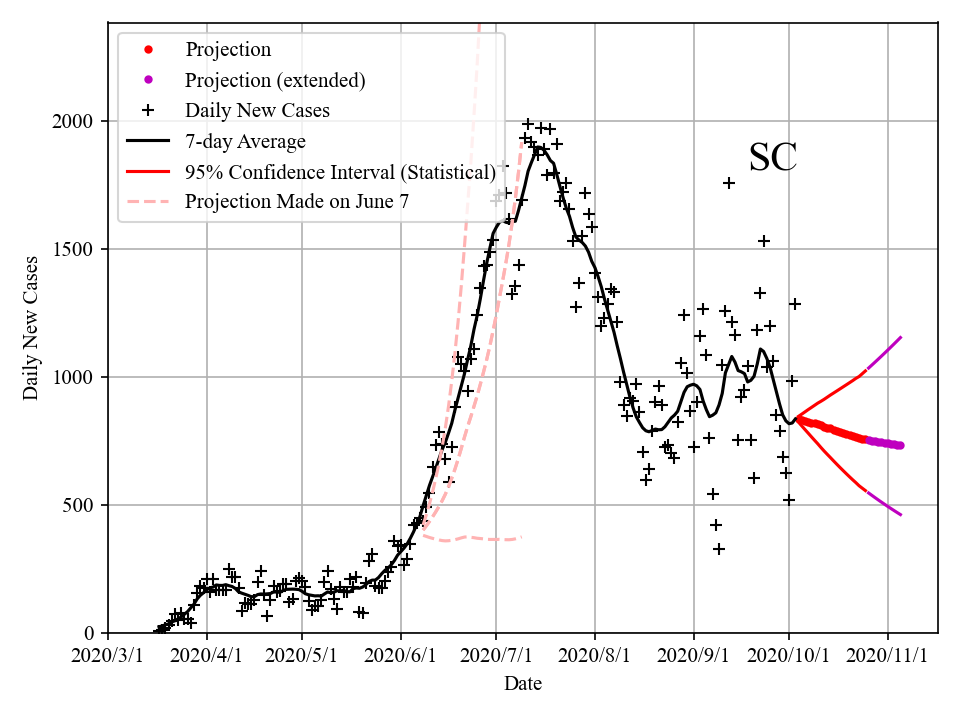 Projection
Projection (extended)
Daily New Cases
7-day Average
95% Confidence Interval (Statistical)
Projection Made on June 7
SC
2000
1500
1000
500
0
Daily New Cases
2020/3/1 2020/4/1 2020/5/1 2020/6/1 2020/7/1 2020/8/1 2020/9/1 2020/10/1 2020/11/1
Date